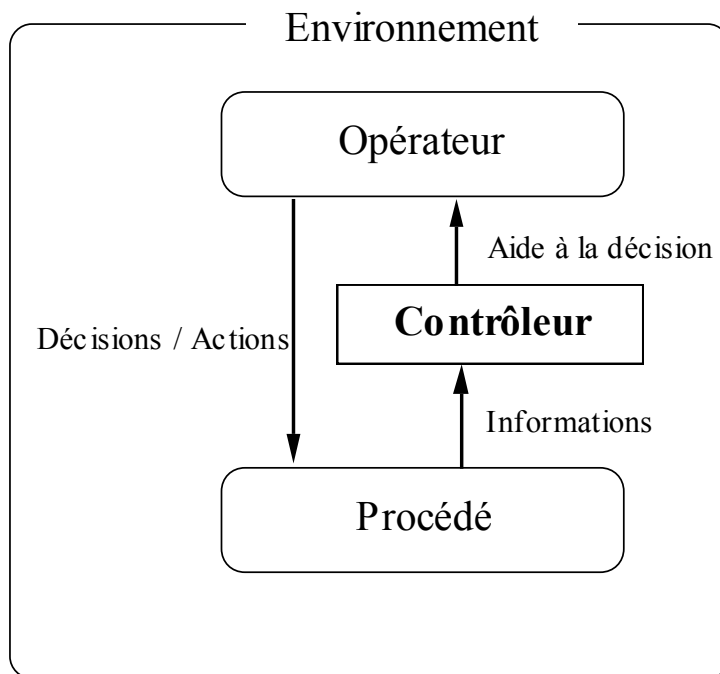 Environnement
Opérateur
Aide à la décision
Contrôleur
Décisions / Actions
Informations
Procédé